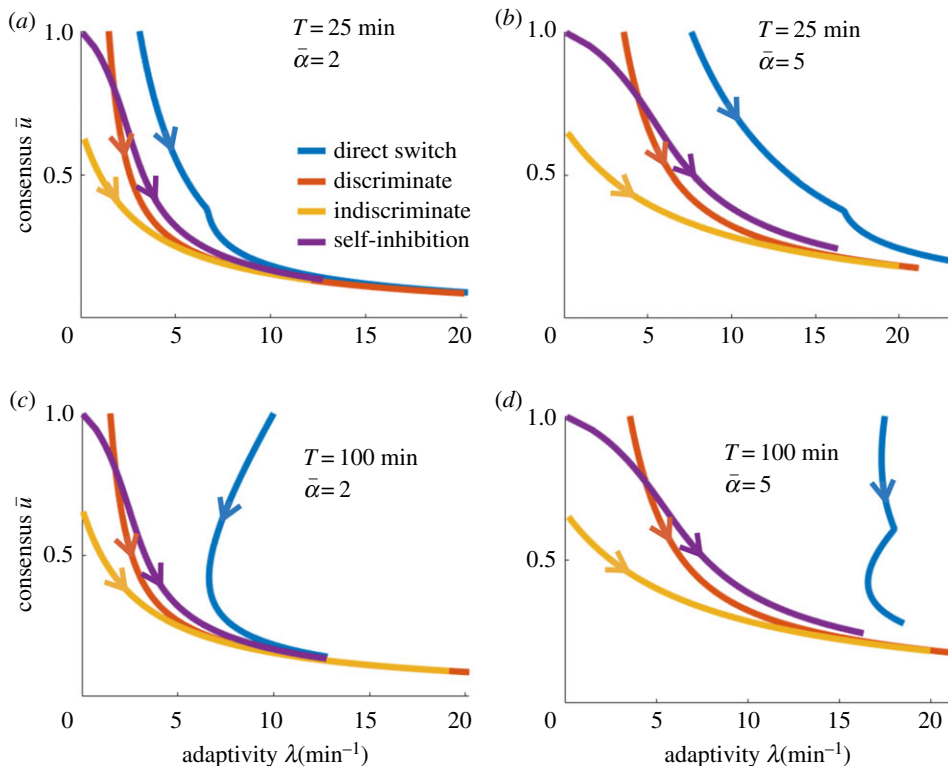 (a)
T = 25 min
ᾱ = 2
1.0
0.5
0
5
10
15
20
consensus ū
direct switch
discriminate
indiscriminate
self-inhibition
(b)
T = 25 min
ᾱ = 5
1.0
0.5
0
5
10
15
20
(c)
T = 100 min
ᾱ = 2
1.0
0.5
0
5
10
15
20
consensus ū
adaptivity λ(min⁻¹)
(d)
T = 100 min
ᾱ = 5
1.0
0.5
0
5
10
15
20
adaptivity λ(min⁻¹)